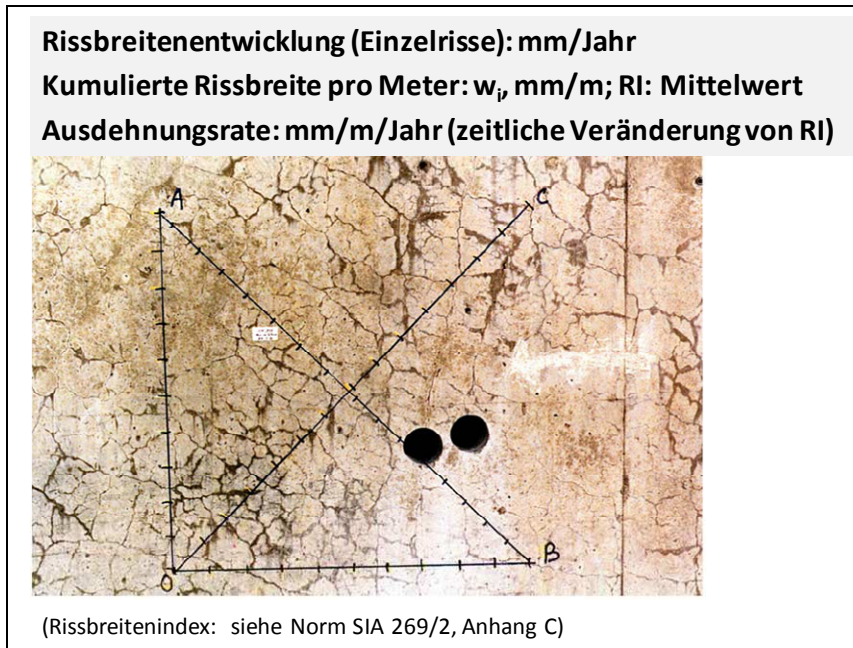 Rissbreitenentwicklung (Einzelrisse): mm/Jahr
Kumulierte Rissbreite pro Meter: wi, mm/m; RI: Mittelwert
Ausdehnungsrate: mm/m/Jahr (zeitliche Veränderung von RI)
A
C
O
B
(Rissbreitenindex: siehe Norm SIA 269/2, Anhang C)